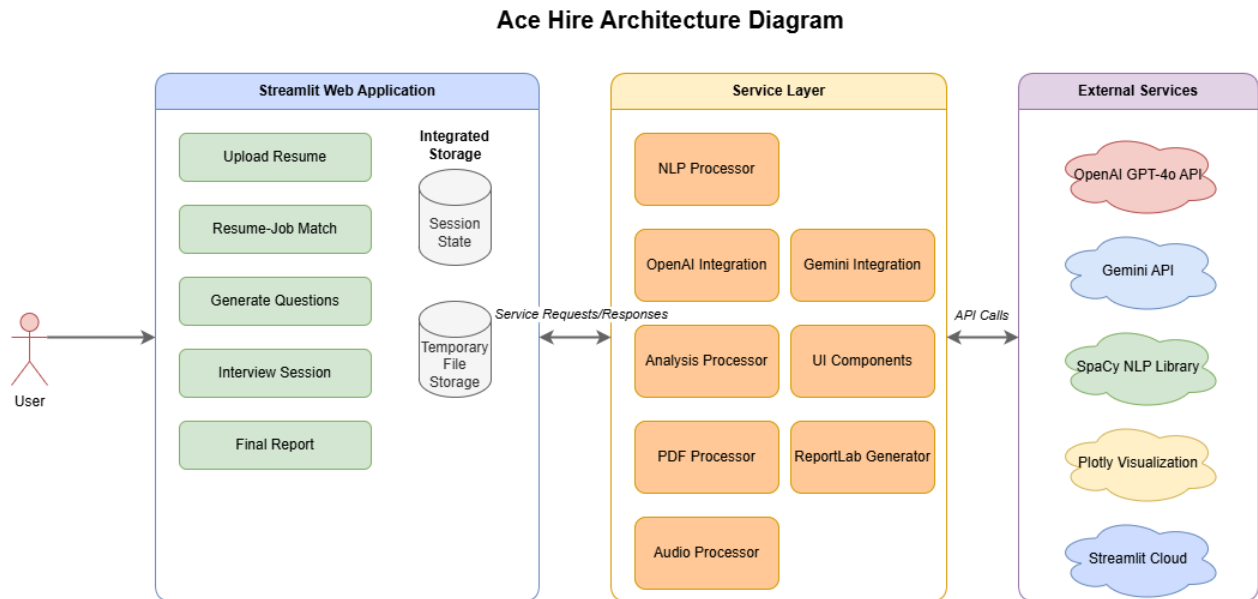 Ace Hire Architecture Diagram
Streamlit Web Application
Upload Resume
Resume-Job Match
Generate Questions
Interview Session
Final Report
Integrated
Storage
Session
State
Temporary
File
Storage
User
Service Requests/Responses
Service Layer
NLP Processor
OpenAI Integration
Gemini Integration
Analysis Processor
UI Components
PDF Processor
ReportLab Generator
Audio Processor
API Calls
External Services
OpenAI GPT-4o API
Gemini API
SpaCy NLP Library
Plotly Visualization
Streamlit Cloud